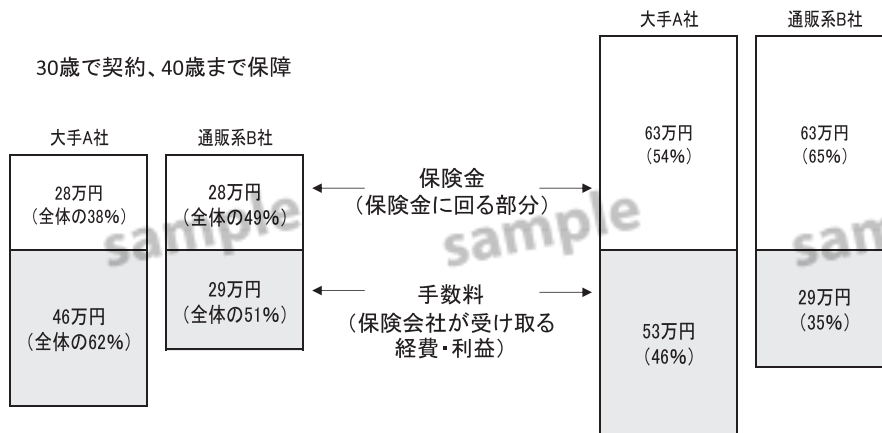 30歳で契約、40歳まで保障
大手A社
通販系B社
28万円
(全体の38%)
28万円
(全体の49%)
46万円
(全体の62%)
29万円
(全体の51%)
保険金
(保険金に回る部分)
手数料
(保険会社が受け取る
経費・利益)
大手A社
通販系B社
63万円
(54%)
63万円
(65%)
53万円
(46%)
29万円
(35%)
sample
sample
sam